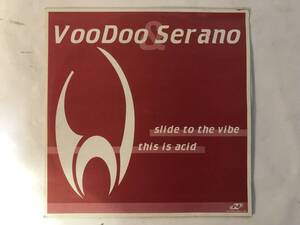 VooDoo & Serano
slide to the vibe
this is acid